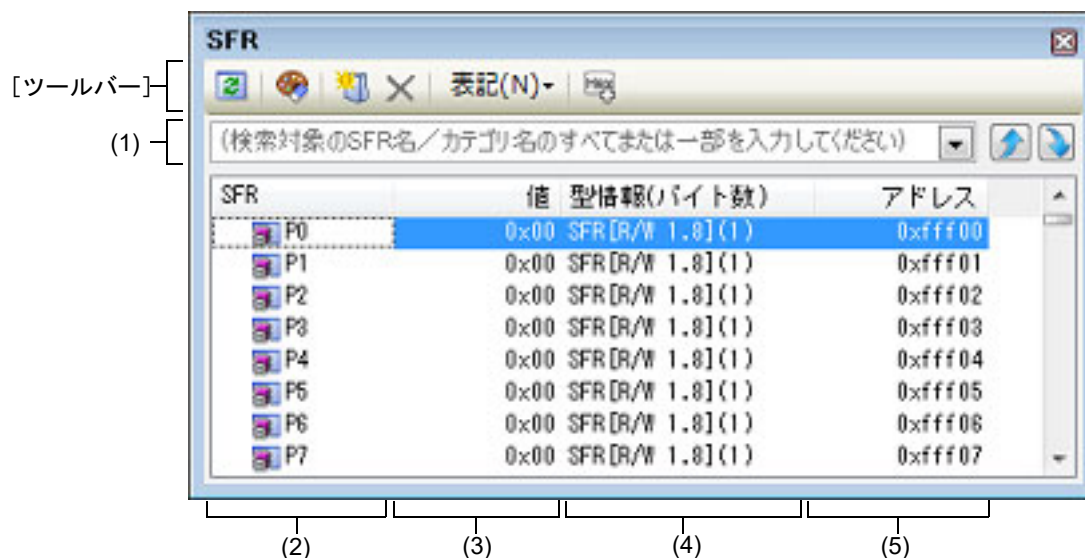 SFR
[ツールバー]
表記(N)
Hex
(1)
(検索対象のSFR名／カテゴリ名のすべてまたは一部を入力してください)
SFR 値 型情報(バイト数) アドレス
P0 0x00 SFR[R/W 1.8](1) 0xfff00
P1 0x00 SFR[R/W 1.8](1) 0xfff01
P2 0x00 SFR[R/W 1.8](1) 0xfff02
P3 0x00 SFR[R/W 1.8](1) 0xfff03
P4 0x00 SFR[R/W 1.8](1) 0xfff04
P5 0x00 SFR[R/W 1.8](1) 0xfff05
P6 0x00 SFR[R/W 1.8](1) 0xfff06
P7 0x00 SFR[R/W 1.8](1) 0xfff07
(2) (3) (4) (5)